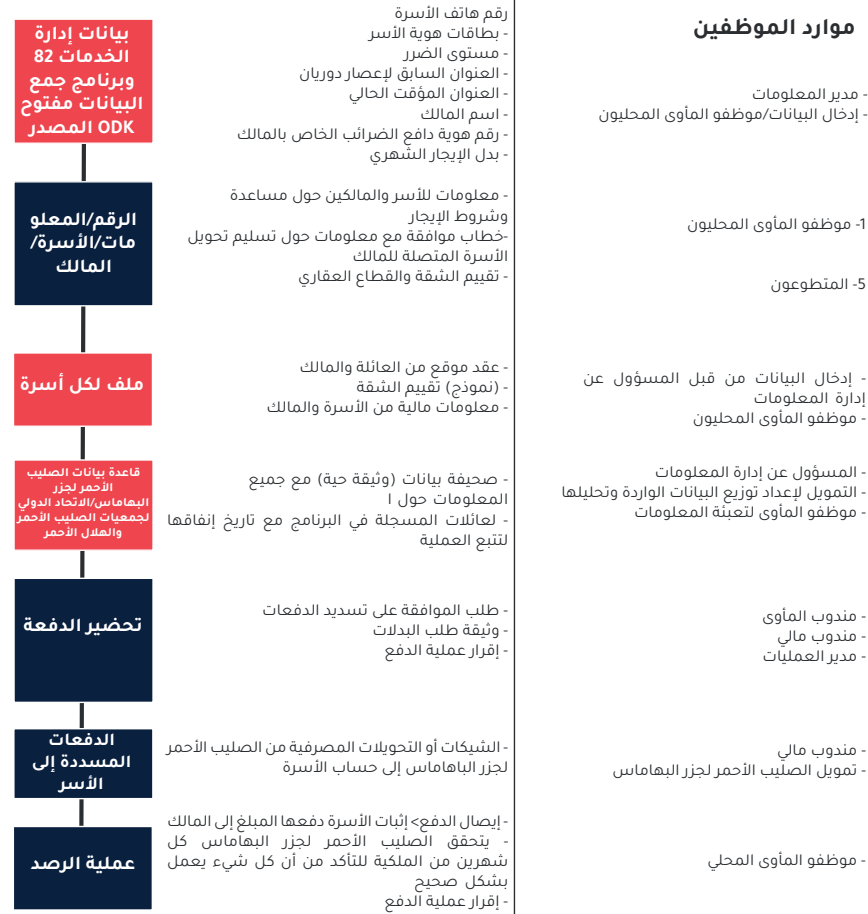 موارد الموظفين
بيانات إدارة
الخدمات 82
وبرنامج جمع
البيانات مفتوح
المصدر ODK
رقم هاتف الأسرة
- بطاقات هوية الأسر
- مستوى الضرر
- العنوان السابق لإعصار دوريان
- العنوان المؤقت الحالي
- اسم المالك
- رقم هوية دافع الضرائب الخاص بالمالك
- بدل الإيجار الشهري
- مدير المعلومات
- إدخال البيانات/موظفو المأوى المحليون
الرقم/المعلو
مات/الأسرة/
المالك
- معلومات للأسر والمالكين حول مساعدة
وشروط الإيجار
-خطاب موافقة مع معلومات حول تسليم تحويل
الأسرة المتصلة للمالك
- تقييم الشقة والقطاع العقاري
1- موظفو المأوى المحليون
5- المتطوعون
ملف لكل أسرة
- عقد موقع من العائلة والمالك
- (نموذج) تقييم الشقة
- معلومات مالية من الأسرة والمالك
- إدخال البيانات من قبل المسؤول عن
إدارة المعلومات
- موظفو المأوى المحليون
قاعدة بيانات الصليب
الأحمر لجزر
البهاماس/الاتحاد الدولي
لجمعيات الصليب الأحمر
والهلال الأحمر
- صحيفة بيانات (وثيقة حية) مع جميع
المعلومات حول ا
- لعائلات المسجلة في البرنامج مع تاريخ إنفاقها
لتتبع العملية
- المسؤول عن إدارة المعلومات
- التمويل لإعداد توزيع البيانات الواردة وتحليلها
- موظفو المأوى لتعبئة المعلومات
تحضير الدفعة
- طلب الموافقة على تسديد الدفعات
- وثيقة طلب البدلات
- إقرار عملية الدفع
- مندوب المأوى
- مندوب مالي
- مدير العمليات
الدفعات
المسددة إلى
الأسر
- الشيكات أو التحويلات المصرفية من الصليب الأحمر
لجزر الباهاماس إلى حساب الأسرة
- مندوب مالي
- تمويل الصليب الأحمر لجزر البهاماس
عملية الرصد
- إيصال الدفع> إثبات الأسرة دفعها المبلغ إلى المالك
- يتحقق الصليب الأحمر لجزر البهاماس كل
شهرين من الملكية للتأكد من أن كل شيء يعمل
بشكل صحيح
- إقرار عملية الدفع
- موظفو المأوى المحلي